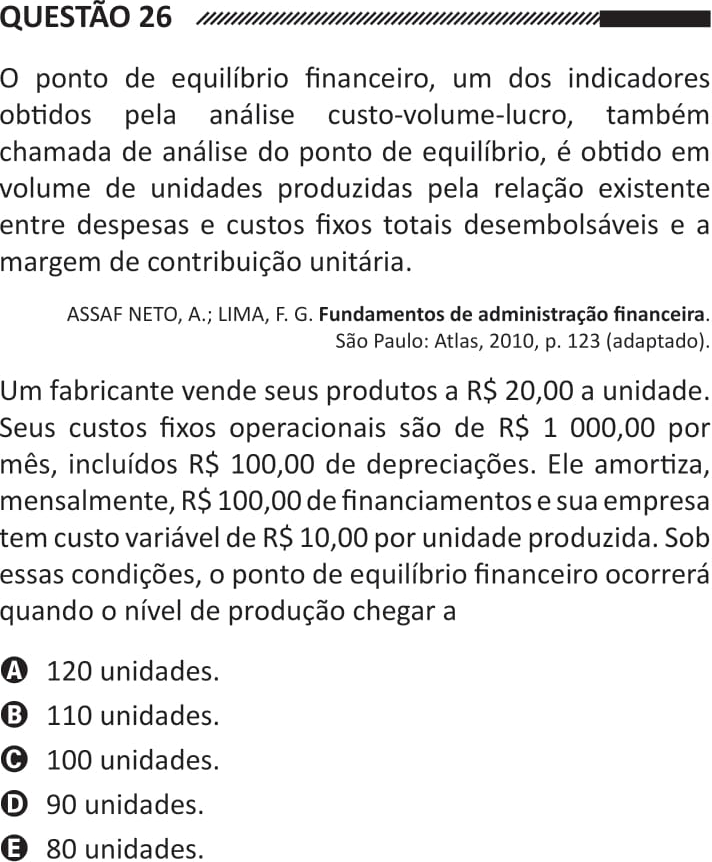 QUESTÃO 26
O ponto de equilíbrio financeiro, um dos indicadores
obtidos pela análise custo-volume-lucro, também
chamada de análise do ponto de equilíbrio, é obtido em
volume de unidades produzidas pela relação existente
entre despesas e custos fixos totais desembolsáveis e a
margem de contribuição unitária.
ASSAF NETO, A.; LIMA, F. G. Fundamentos de administração financeira.
São Paulo: Atlas, 2010, p. 123 (adaptado).
Um fabricante vende seus produtos a R$ 20,00 a unidade.
Seus custos fixos operacionais são de R$ 1 000,00 por
mês, incluídos R$ 100,00 de depreciações. Ele amortiza,
mensalmente, R$ 100,00 de financiamentos e sua empresa
tem custo variável de R$ 10,00 por unidade produzida. Sob
essas condições, o ponto de equilíbrio financeiro ocorrerá
quando o nível de produção chegar a
A 120 unidades.
B 110 unidades.
C 100 unidades.
D 90 unidades.
E 80 unidades.